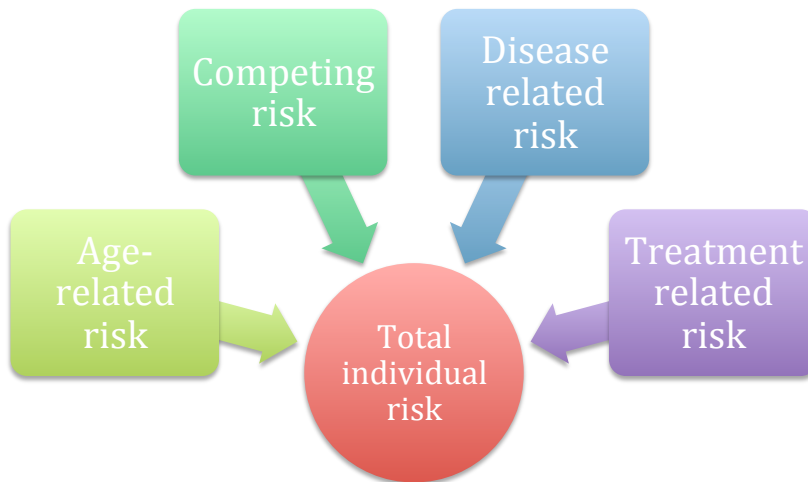 Competing
risk
Disease
related
risk
Age-
related
risk
Treatment
related
risk
Total
individual
risk